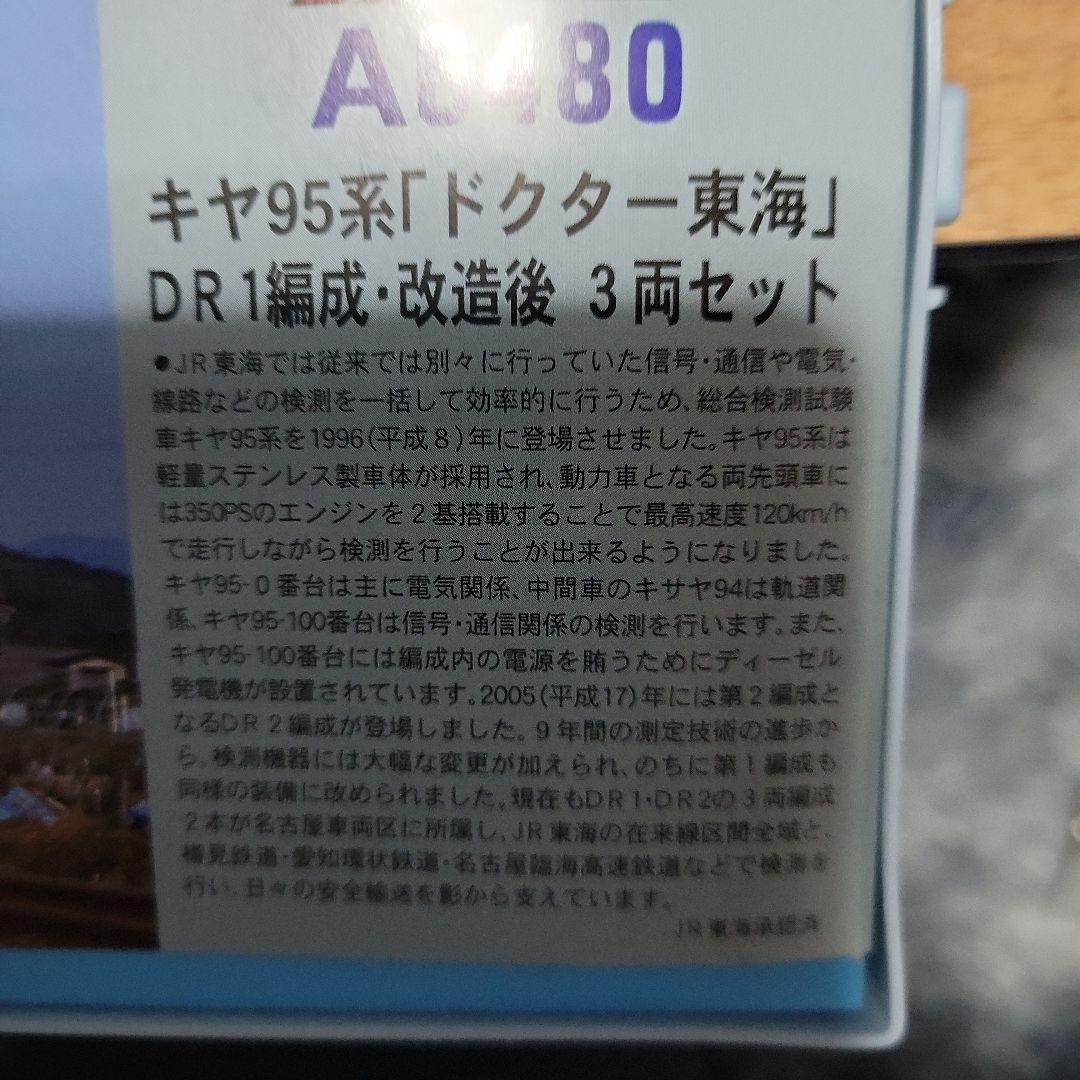 A6480
キヤ95系「ドクター東海」
DR1編成・改造後 3両セット
●JR東海では従来では別々に行っていた信号・通信や電気・
線路などの検測を一括して効率的に行うため、総合検測試験
車キヤ95系を1996(平成8)年に登場させました。キヤ95系は
軽量ステンレス製車体が採用され、動力車となる両先頭車に
は350PSのエンジンを2基搭載することで最高速度120km/h
で走行しながら検測を行うことが出来るようになりました。
キヤ95-0番台は主に電気関係、中間車のキサヤ94は軌道関
係、キヤ95-100番台は信号・通信関係の検測を行います。また、
キヤ95-100番台には編成内の電源を賄うためにディーゼル
発電機が設置されています。2005(平成17)年には第2編成と
なるDR2編成が登場しました。9年間の測定技術の進歩か
ら、検測機器には大幅な変更が加えられ、のちに第1編成も
同様の装備に改められました。現在もDR1・DR2の3両編成
2本が名古屋車両区に所属し、JR東海の在来線区間全域と、
樽見鉄道・愛知環状鉄道・名古屋臨海高速鉄道などで検測を
行い、日々の安全輸送を影から支えています。
JR東海承認済